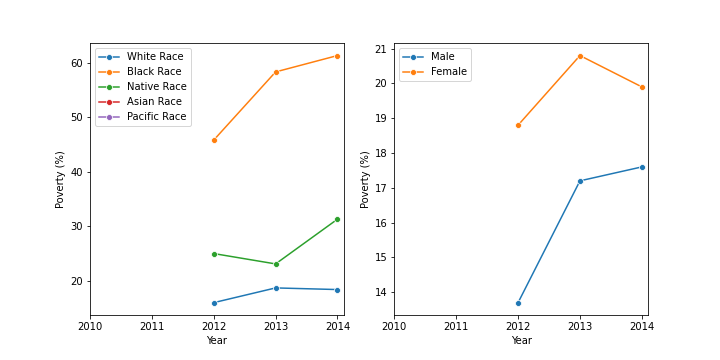 White Race
Black Race
Native Race
Asian Race
Pacific Race
60
50
40
30
20
Poverty (%)
2010 2011 2012 2013 2014
Year
Male
Female
21
20
19
18
17
16
15
14
Poverty (%)
2010 2011 2012 2013 2014
Year